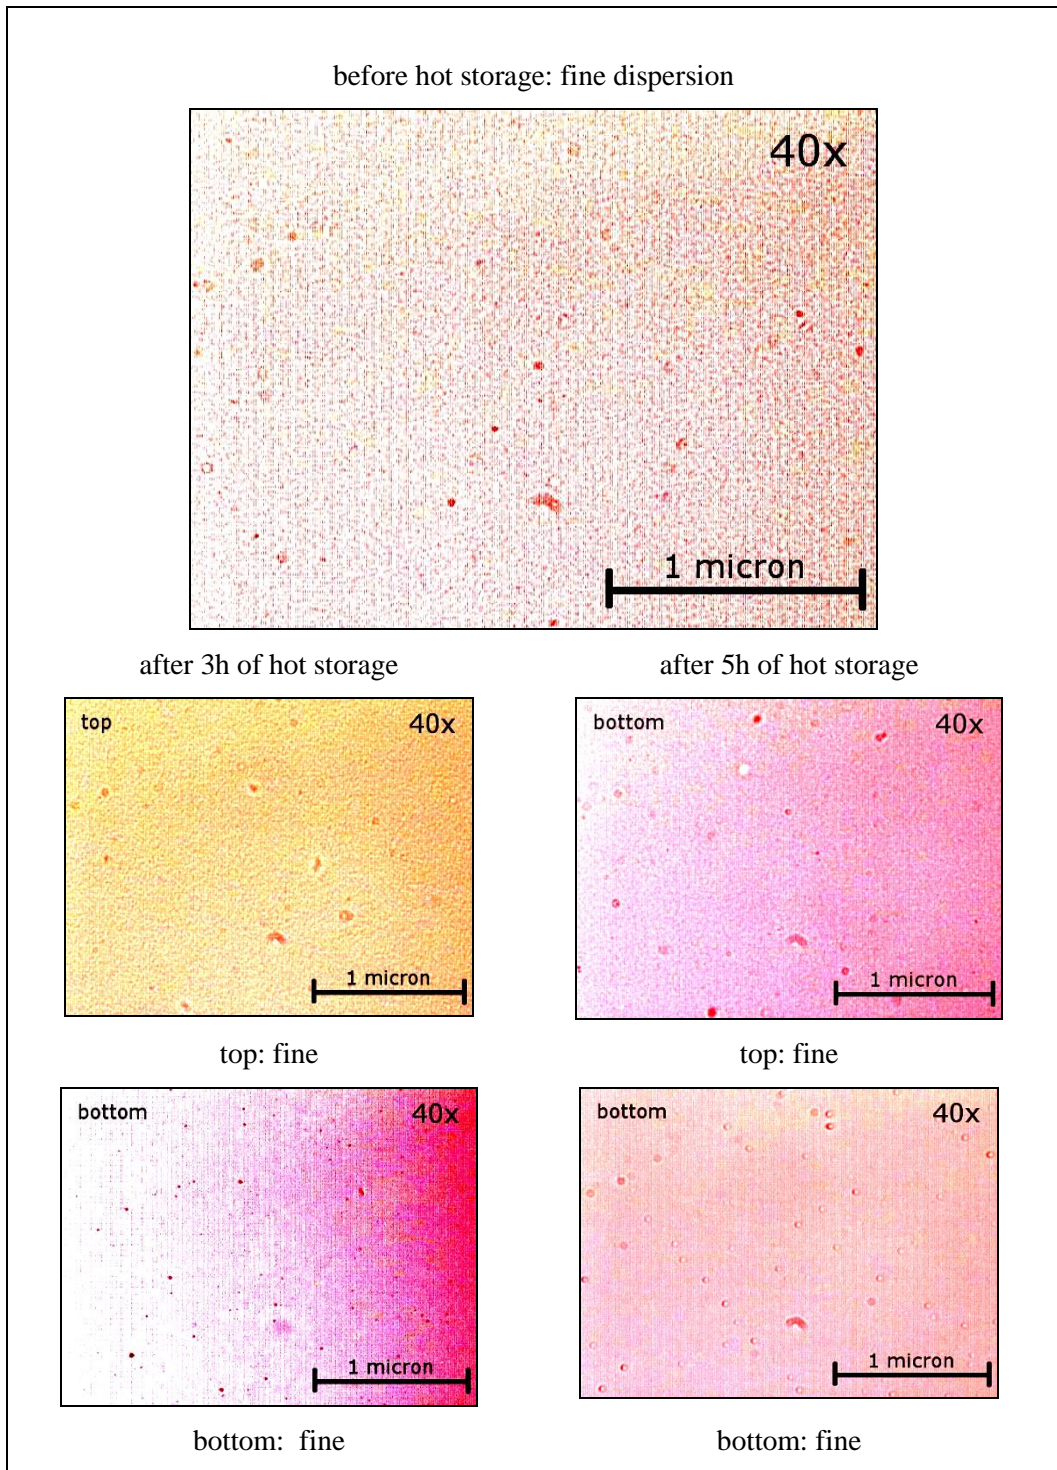 before hot storage: fine dispersion
40x
1 micron
after 3h of hot storage
after 5h of hot storage
top
40x
1 micron
bottom
40x
1 micron
top: fine
top: fine
bottom
40x
1 micron
bottom
40x
1 micron
bottom: fine
bottom: fine